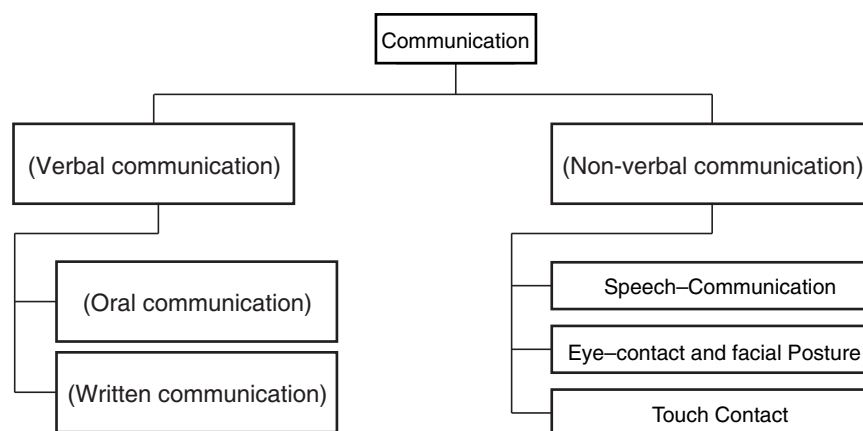 Communication
(Verbal communication)
(Non-verbal communication)
(Oral communication)
(Written communication)
Speech–Communication
Eye–contact and facial Posture
Touch Contact